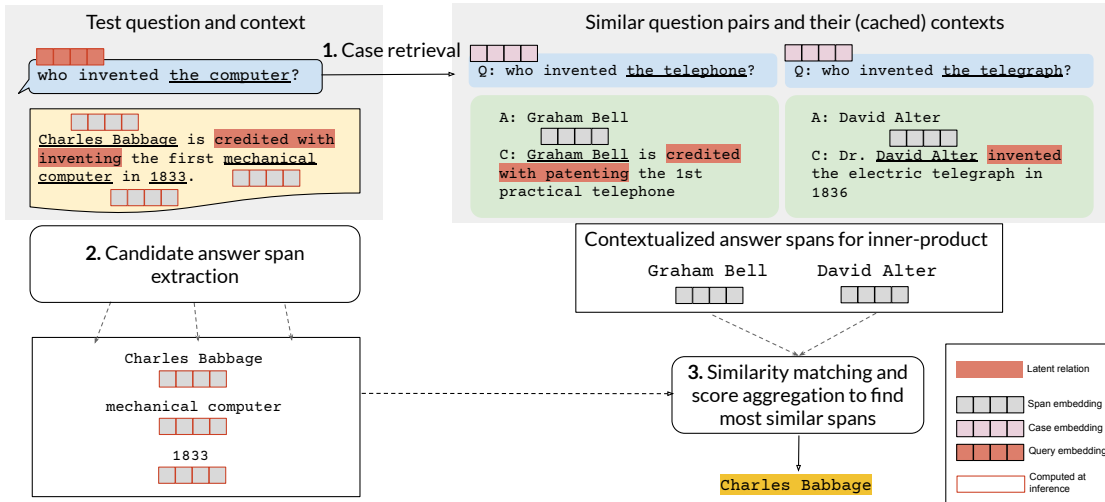 Test question and context
Similar question pairs and their (cached) contexts
1. Case retrieval
who invented the computer?
Q: who invented the telephone?
Q: who invented the telegraph?
Charles Babbage is credited with
inventing the first mechanical
computer in 1833.
A: Graham Bell
C: Graham Bell is credited
with patenting the 1st
practical telephone
A: David Alter
C: Dr. David Alter invented
the electric telegraph in
1836
2. Candidate answer span
extraction
Contextualized answer spans for inner-product
Graham Bell
David Alter
Charles Babbage
mechanical computer
1833
3. Similarity matching and
score aggregation to find
most similar spans
Charles Babbage
Latent relation
Span embedding
Case embedding
Query embedding
Computed at
inference